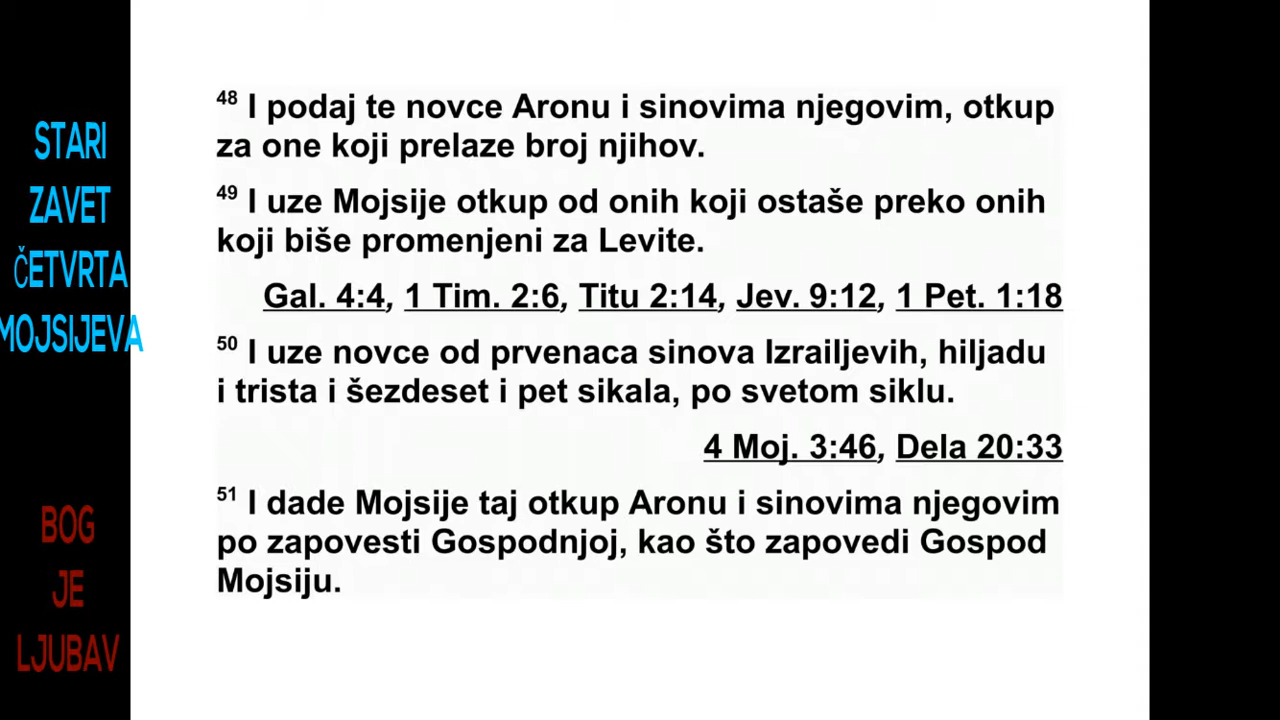 STARI
ZAVET
ČETVRTA
MOJSIJEVA
BOG
JE
LJUBAV
48 I podaj te novce Aronu i sinovima njegovim, otkup
za one koji prelaze broj njihov.
49 I uze Mojsije otkup od onih koji ostaše preko onih
koji biše promenjeni za Levite.
Gal. 4:4, 1 Tim. 2:6, Titu 2:14, Jev. 9:12, 1 Pet. 1:18
50 I uze novce od prvenaca sinova Izrailjevih, hiljadu
i trista i šezdeset i pet sikala, po svetom siklu.
4 Moj. 3:46, Dela 20:33
51 I dade Mojsije taj otkup Aronu i sinovima njegovim
po zapovesti Gospodnjoj, kao što zapovedi Gospod
Mojsiju.